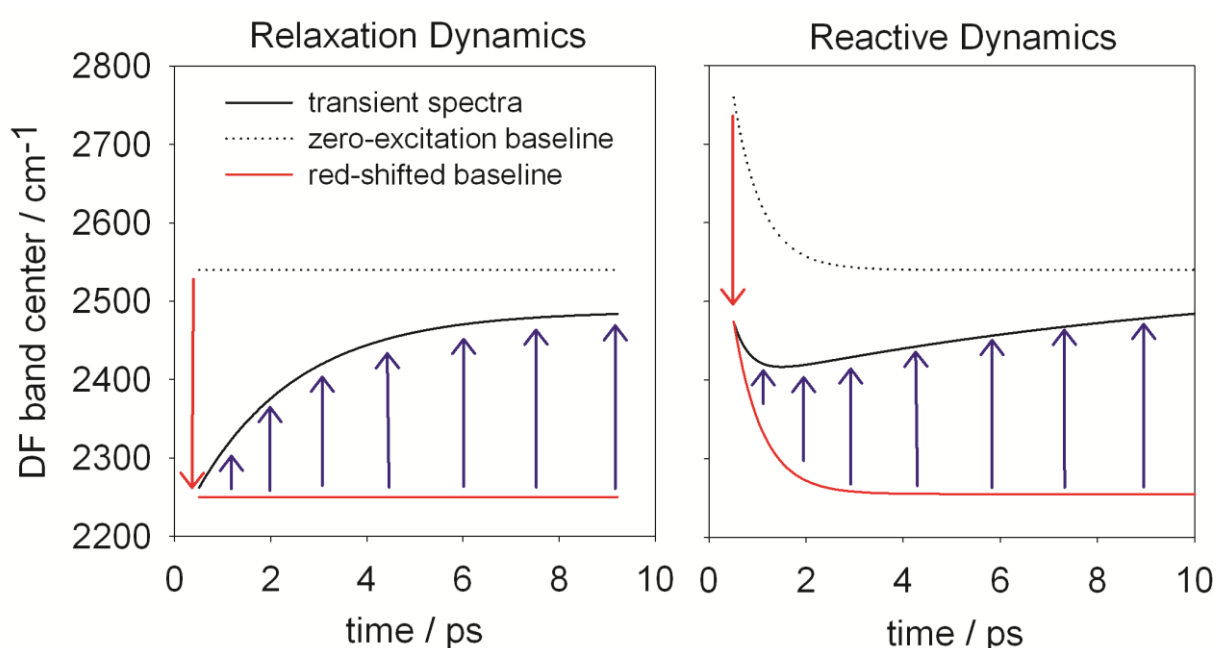 Relaxation Dynamics
Reactive Dynamics
DF band center / cm-1
2800
2700
2600
2500
2400
2300
2200
transient spectra
zero-excitation baseline
red-shifted baseline
0 2 4 6 8 10
0 2 4 6 8 10
time / ps
time / ps